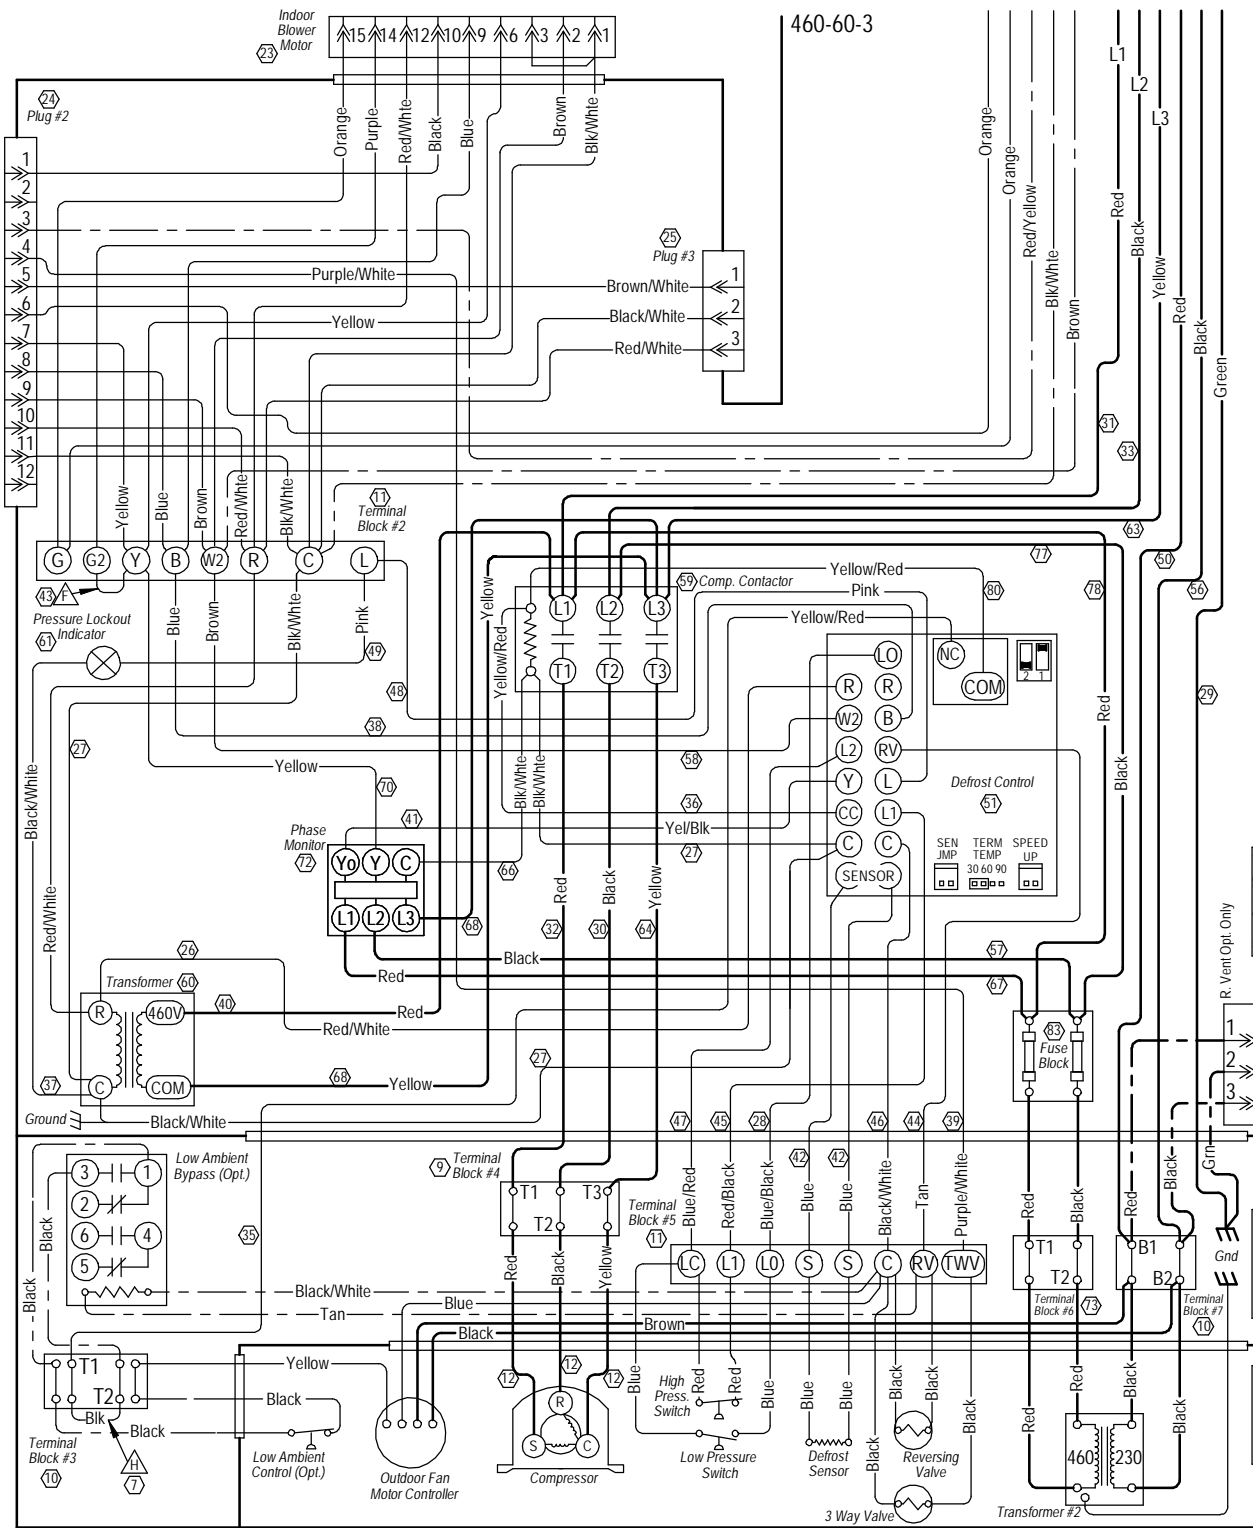 460-60-3
Indoor
Blower
Motor
23
15 14 12 10 9 6 3 2 1
24
Plug #2
Orange
Purple
Red/Whte
Black
Blue
Brown
Blk/Whte
1
2
3
4
5
6
7
8
9
10
11
12
25
Plug #3
1
2
3
Purple/White
Brown/White
Yellow
Black/White
Red/White
Orange
Orange
Red/Yellow
Blk/Whte
Brown
L1
L2
L3
Red
Black
Yellow
Red
Black
Green
31
33
63
50
56
77
78
29
Yellow
Blue
Brown
Red/Whte
Blk/Whte
11
Terminal
Block #2
G G2 Y B W2 R C L
43 F
Pressure Lockout
Indicator
61
Blue
Brown
Blk/White
Pink
49
48
38
27
Yellow
70
Black/White
Red/White
Yellow
Yellow/Red
59 Comp. Contactor
L1 L2 L3
T1 T2 T3
Yellow/Red
Pink
Yellow/Red
80
58
36
Yel/Blk
27
Blk/Whte
Blk/Whte
41
66
Phase
Monitor
72
Yo Y C
L1 L2 L3
68
LO
R R
W2 B
L2 RV
Y L
CC L1
C C
SENSOR
NC
COM
2 1
Defrost Control
51
SEN
JMP
TERM
TEMP
30 60 90
SPEED
UP
Red
Black
Red
Black
Yellow
32
30
64
Black
57
Red
67
26
Transformer 60
R 460V
C COM
40
Red
Red/White
68
Yellow
27
37
Ground
Black/White
83
Fuse
Block
R. Vent Opt. Only
1
2
3
Low Ambient
Bypass (Opt.)
3 1
2
6 4
5
35
9 Terminal
Block #4
T1 T3
T2
Terminal
Block #5
11
47
45
28
42
42
46
44
39
Blue/Red
Red/Black
Blue/Black
Blue
Blue
Black/White
Tan
Purple/White
LC L1 L0 S S C RV TWV
Red
Black
Red
Black
Grn
T1
T2
Terminal
Block #6
73
B1
B2
Terminal
Block #7
10
Gnd
Black
Black
Black/White
Tan
Blue
Brown
Black
Red
Black
Yellow
T1
T2
Yellow
Black
Blk
Black
Terminal
Block #3
10
H
7
Low Ambient
Control (Opt.)
Outdoor Fan
Motor Controller
12
12
12
R
S C
Compressor
Blue
Red
Red
Blue
High
Press.
Switch
Low Pressure
Switch
Blue
Blue
Defrost
Sensor
Black
Black
Black
Black
Reversing
Valve
3 Way Valve
Red
Red
Black
Black
460 230
Transformer #2